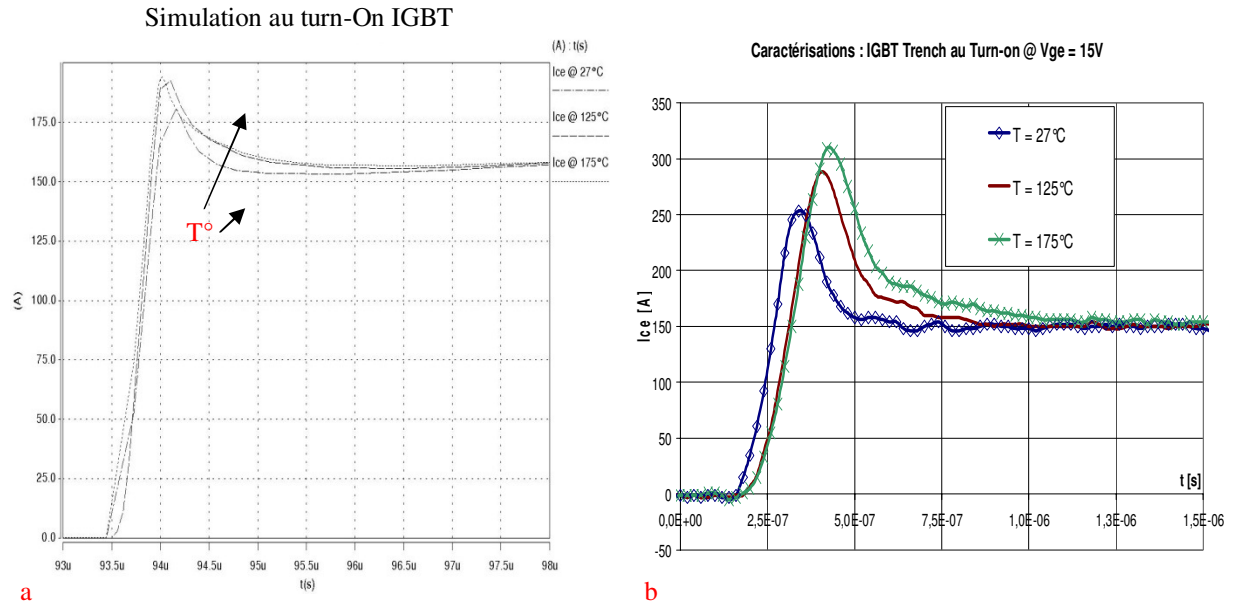 Simulation au turn-On IGBT
(A) : t(s)
Ice @ 27°C
Ice @ 125°C
Ice @ 175°C
175.0
150.0
125.0
100.0
75.0
50.0
25.0
0.0
(A)
T°
93u 93.5u 94u 94.5u 95u 95.5u 96u 96.5u 97u 97.5u 98u
t(s)
a
Caractérisations : IGBT Trench au Turn-on @ Vge = 15V
350
300
250
200
150
100
50
0
-50
Ice [A]
T = 27°C
T = 125°C
T = 175°C
t [s]
0,0E+00 2,5E-07 5,0E-07 7,5E-07 1,0E-06 1,3E-06 1,5E-06
b